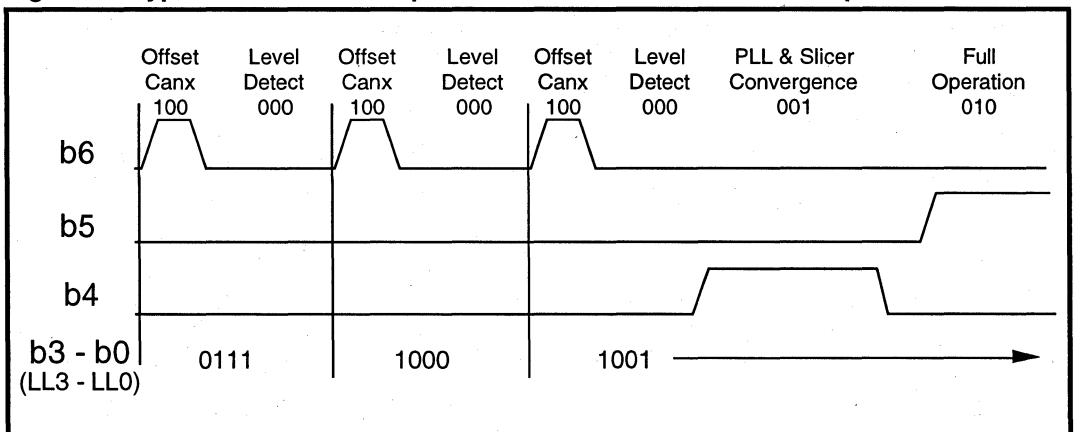 Offset Level Offset Level Offset Level PLL & Slicer Full
Canx Detect Canx Detect Canx Detect Convergence Operation
100 000 100 000 100 000 001 010
b6
b5
b4
b3 - b0 0111 1000 1001
(LL3 - LL0)